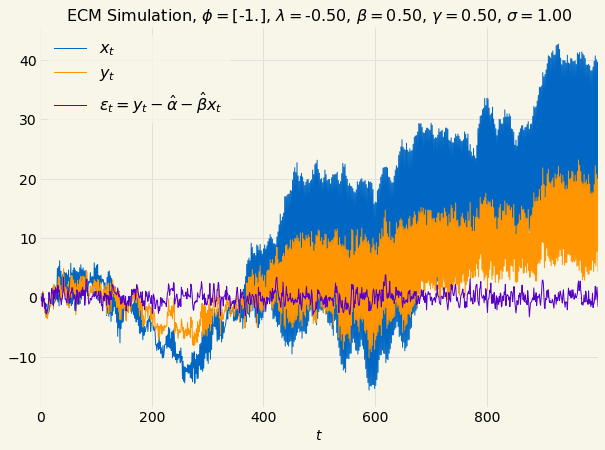 ECM Simulation, ϕ = [-1.], λ = -0.50, β = 0.50, γ = 0.50, σ = 1.00
x_t
y_t
ε_t = y_t − α̂ − β̂x_t
40
30
20
10
0
−10
0 200 400 600 800
t